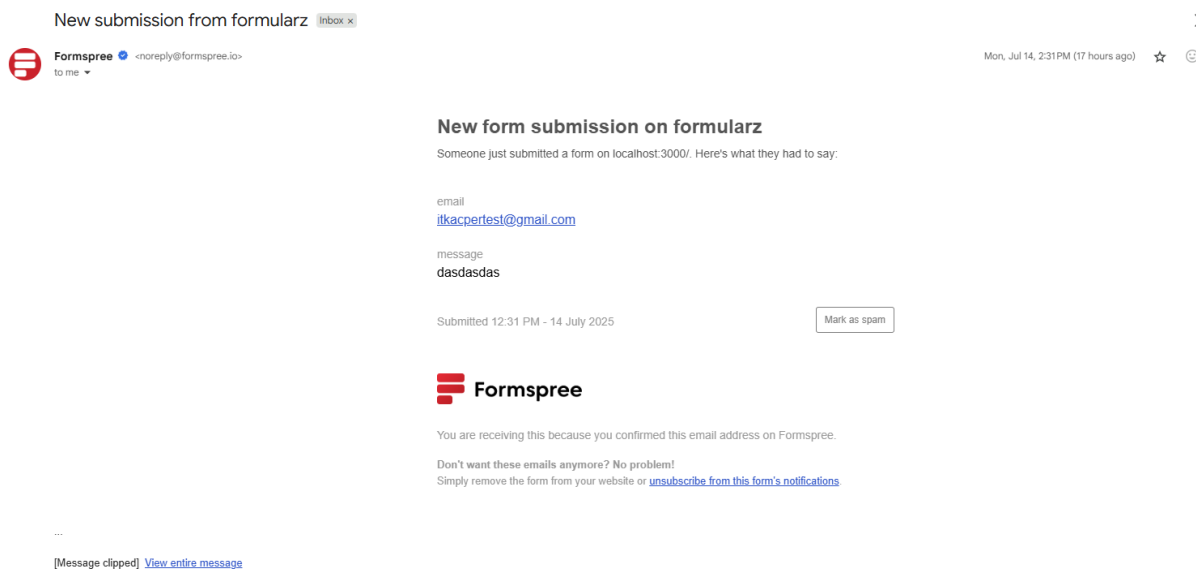 New submission from formularz Inbox x
Formspree <noreply@formspree.io>
Mon, Jul 14, 2:31 PM (17 hours ago)
to me
New form submission on formularz
Someone just submitted a form on localhost:3000/. Here's what they had to say:
email
itkacpertest@gmail.com
message
dasdasdas
Submitted 12:31 PM - 14 July 2025
Mark as spam
Formspree
You are receiving this because you confirmed this email address on Formspree.
Don't want these emails anymore? No problem!
Simply remove the form from your website or unsubscribe from this form's notifications.
...
[Message clipped] View entire message